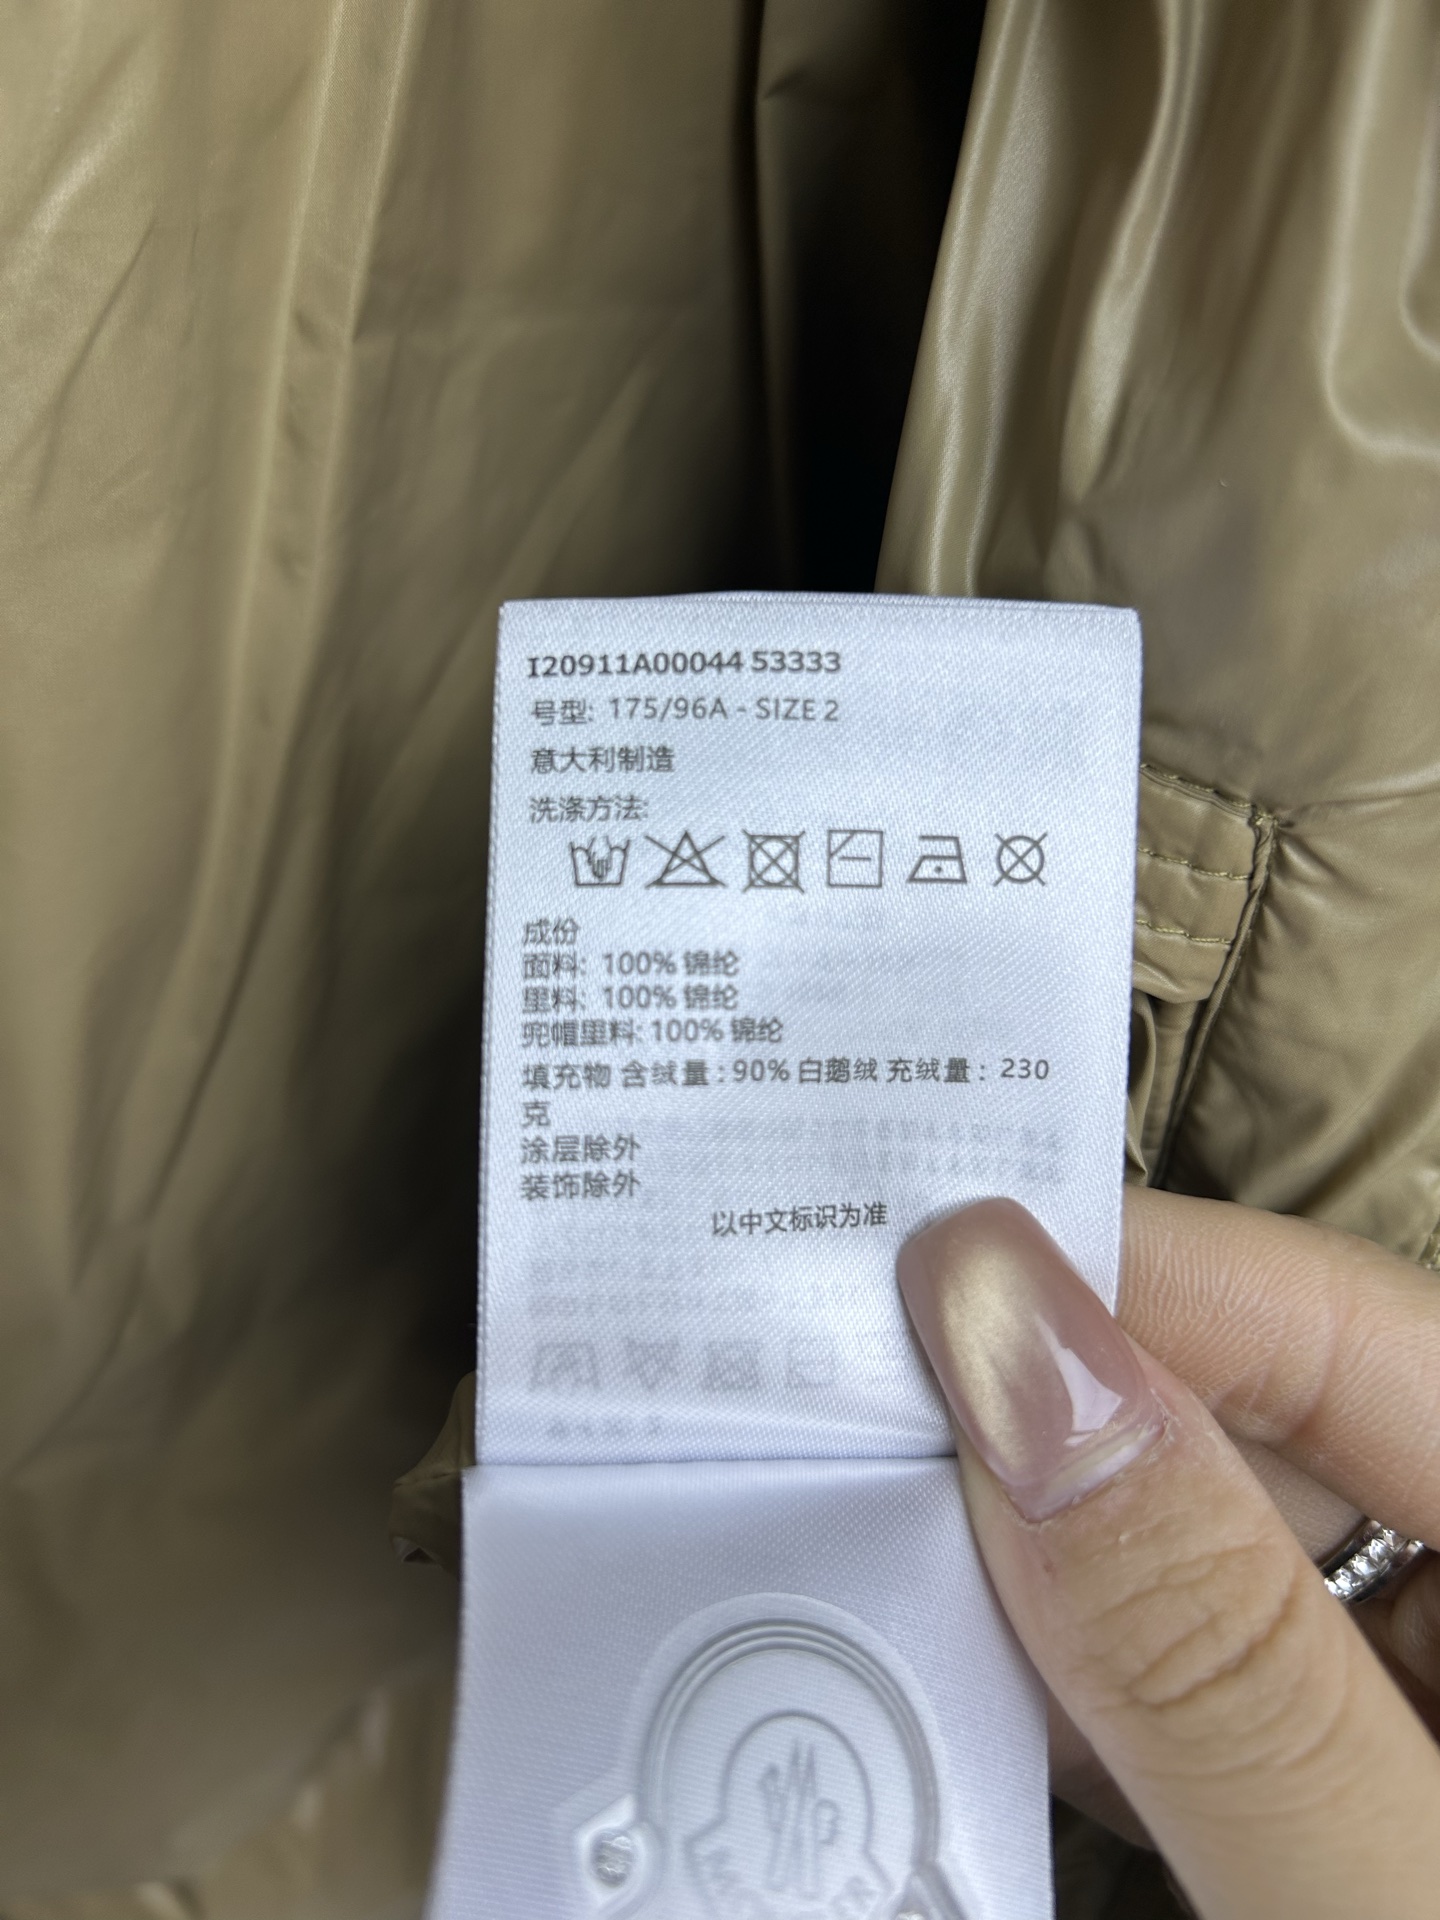 I20911A00044 53333
号型: 175/96A - SIZE 2
意大利制造
洗涤方法:
成份
面料: 100% 锦纶
里料: 100% 锦纶
兜帽里料: 100% 锦纶
填充物 含绒量 : 90% 白鹅绒 充绒量 : 230
克
涂层除外
装饰除外
以中文标识为准